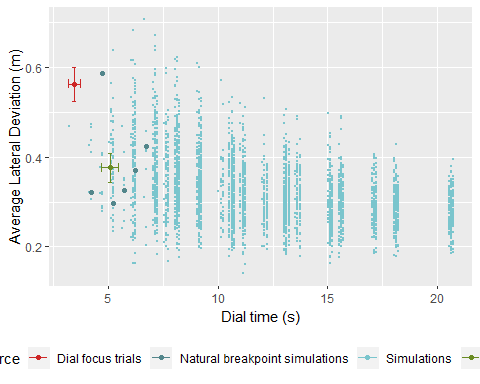 Average Lateral Deviation (m)
0.6
0.4
0.2
5
10
15
20
Dial time (s)
rce
Dial focus trials
Natural breakpoint simulations
Simulations